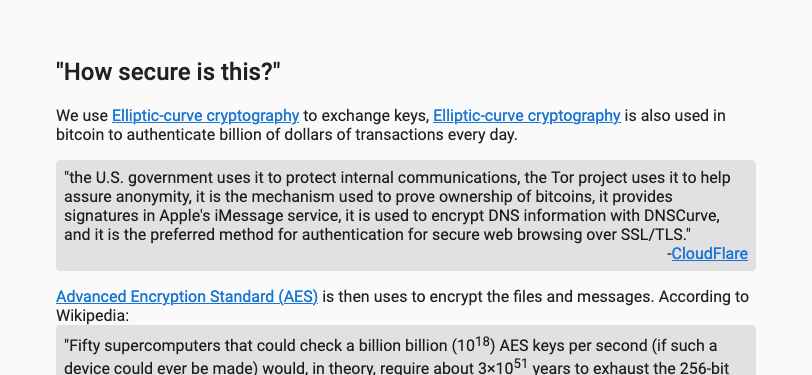 "How secure is this?"
We use Elliptic-curve cryptography to exchange keys, Elliptic-curve cryptography is also used in
bitcoin to authenticate billion of dollars of transactions every day.
"the U.S. government uses it to protect internal communications, the Tor project uses it to help
assure anonymity, it is the mechanism used to prove ownership of bitcoins, it provides
signatures in Apple's iMessage service, it is used to encrypt DNS information with DNSCurve,
and it is the preferred method for authentication for secure web browsing over SSL/TLS."
-CloudFlare
Advanced Encryption Standard (AES) is then uses to encrypt the files and messages. According to
Wikipedia:
"Fifty supercomputers that could check a billion billion (10¹⁸) AES keys per second (if such a
device could ever be made) would, in theory, require about 3×10⁵¹ years to exhaust the 256-bit